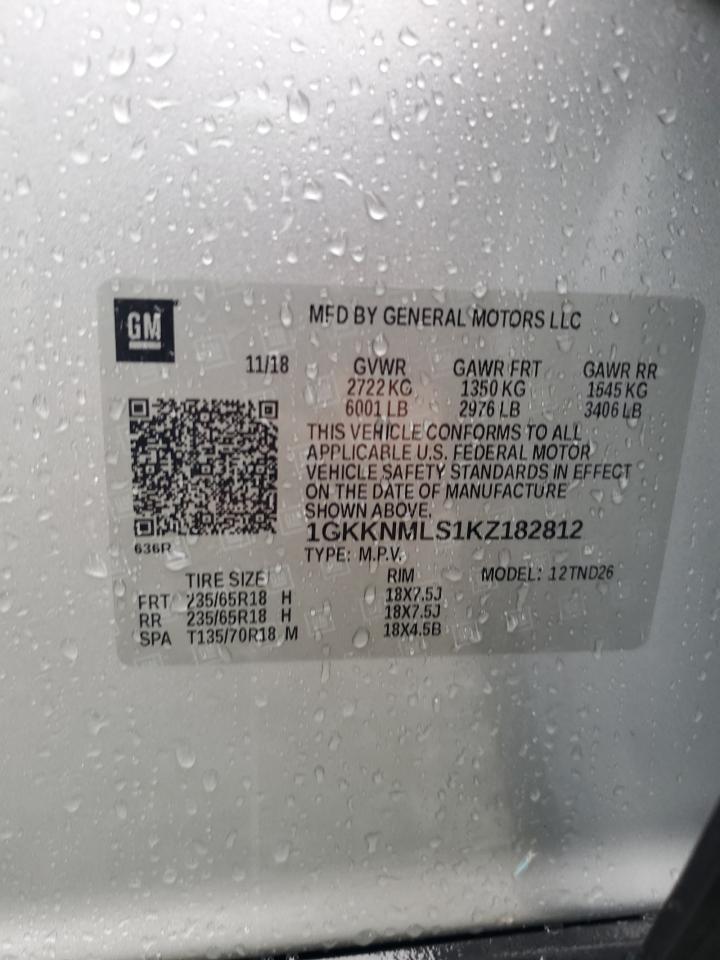 GM
MFD BY GENERAL MOTORS LLC
11/18 GVWR GAWR FRT GAWR RR
2722 KG 1350 KG 1545 KG
6001 LB 2976 LB 3406 LB
THIS VEHICLE CONFORMS TO ALL
APPLICABLE U.S. FEDERAL MOTOR
VEHICLE SAFETY STANDARDS IN EFFECT
ON THE DATE OF MANUFACTURE
SHOWN ABOVE.
1GKKNMLS1KZ182812
636R
TYPE: M.P.V.
TIRE SIZE RIM MODEL: 12TND26
FRT 235/65R18 H 18X7.5J
RR 235/65R18 H 18X7.5J
SPA T135/70R18 M 18X4.5B